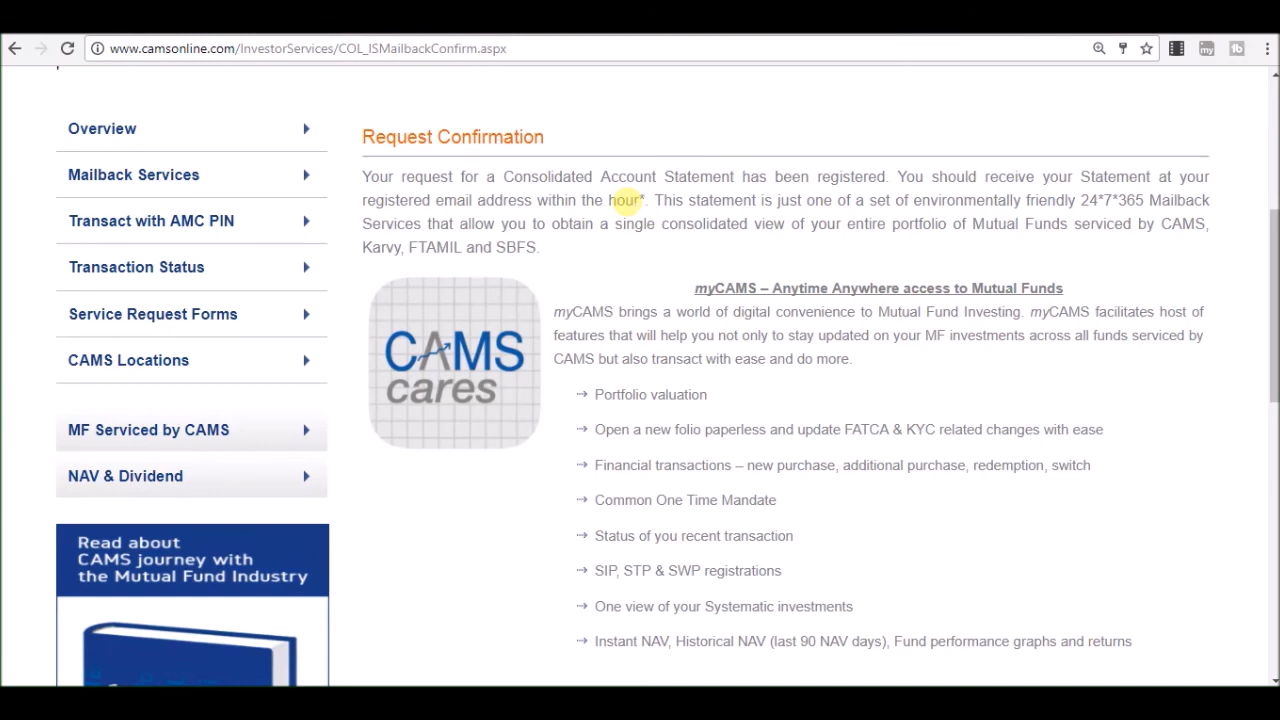 www.camsonline.com/InvestorServices/COL_ISMailbackConfirm.aspx
my
Overview
Mailback Services
Transact with AMC PIN
Transaction Status
Service Request Forms
CAMS Locations
MF Serviced by CAMS
NAV & Dividend
Read about
CAMS journey with
the Mutual Fund Industry
Request Confirmation
Your request for a Consolidated Account Statement has been registered. You should receive your Statement at your
registered email address within the hour*. This statement is just one of a set of environmentally friendly 24*7*365 Mailback
Services that allow you to obtain a single consolidated view of your entire portfolio of Mutual Funds serviced by CAMS,
Karvy, FTAMIL and SBFS.
CAMS
cares
myCAMS – Anytime Anywhere access to Mutual Funds
myCAMS brings a world of digital convenience to Mutual Fund Investing. myCAMS facilitates host of
features that will help you not only to stay updated on your MF investments across all funds serviced by
CAMS but also transact with ease and do more.
⇢ Portfolio valuation
⇢ Open a new folio paperless and update FATCA & KYC related changes with ease
⇢ Financial transactions – new purchase, additional purchase, redemption, switch
⇢ Common One Time Mandate
⇢ Status of you recent transaction
⇢ SIP, STP & SWP registrations
⇢ One view of your Systematic investments
⇢ Instant NAV, Historical NAV (last 90 NAV days), Fund performance graphs and returns